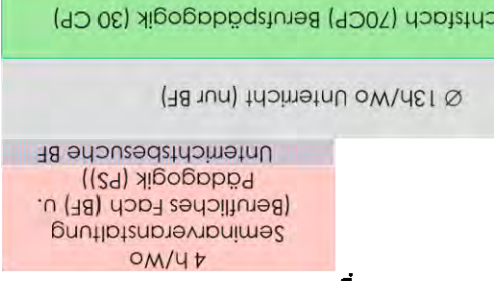 4 h/Wo
Seminarveranstaltung
(Berufliches Fach (BF) u.
Pädagogik (PS))
Unterrichtsbesuche BF
Ø 13h/Wo Unterricht (nur BF)
chtsfach (70CP) Berufspädagogik (30 CP)